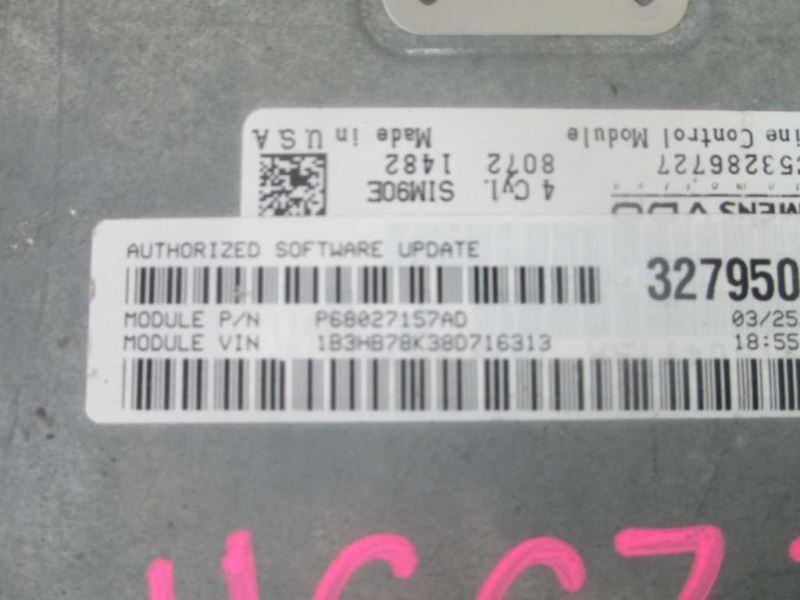 Made in U.S.A
ine Control Module
1482
8072
53286727
SIM90E
4 Cyl.
AUTHORIZED SOFTWARE UPDATE
327950
MODULE P/N P68027157AD 03/25
MODULE VIN 1B3HB78K38D716313 18:55